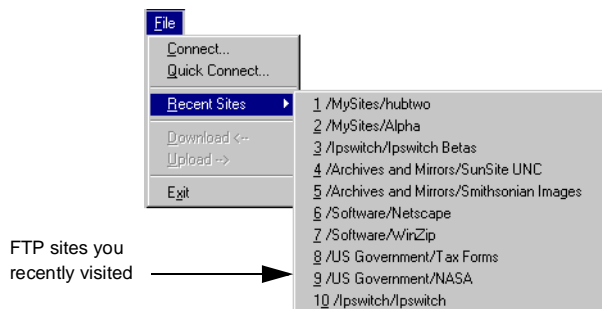 File
Connect...
Quick Connect...
Recent Sites
Download <--
Upload -->
Exit
1 /MySites/hubtwo
2 /MySites/Alpha
3 /Ipswitch/Ipswitch Betas
4 /Archives and Mirrors/SunSite UNC
5 /Archives and Mirrors/Smithsonian Images
6 /Software/Netscape
7 /Software/WinZip
8 /US Government/Tax Forms
9 /US Government/NASA
10 /Ipswitch/Ipswitch
FTP sites you
recently visited